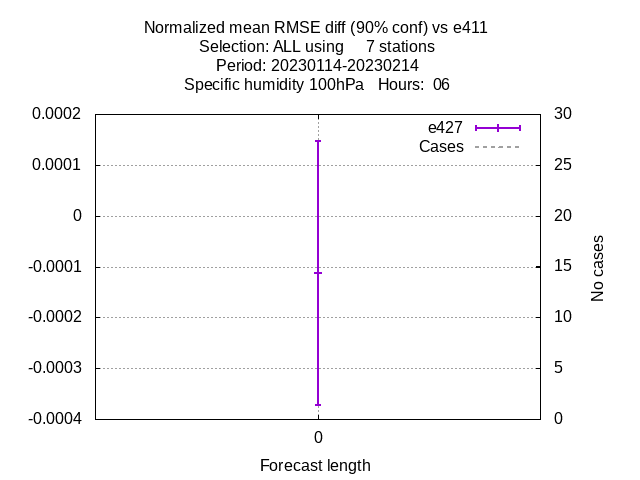 Normalized mean RMSE diff (90% conf) vs e411
Selection: ALL using     7 stations
Period: 20230114-20230214
Specific humidity 100hPa   Hours:  06
0.0002
0.0001
0
-0.0001
-0.0002
-0.0003
-0.0004
e427
Cases
30
25
20
15
10
5
0
No cases
0
Forecast length